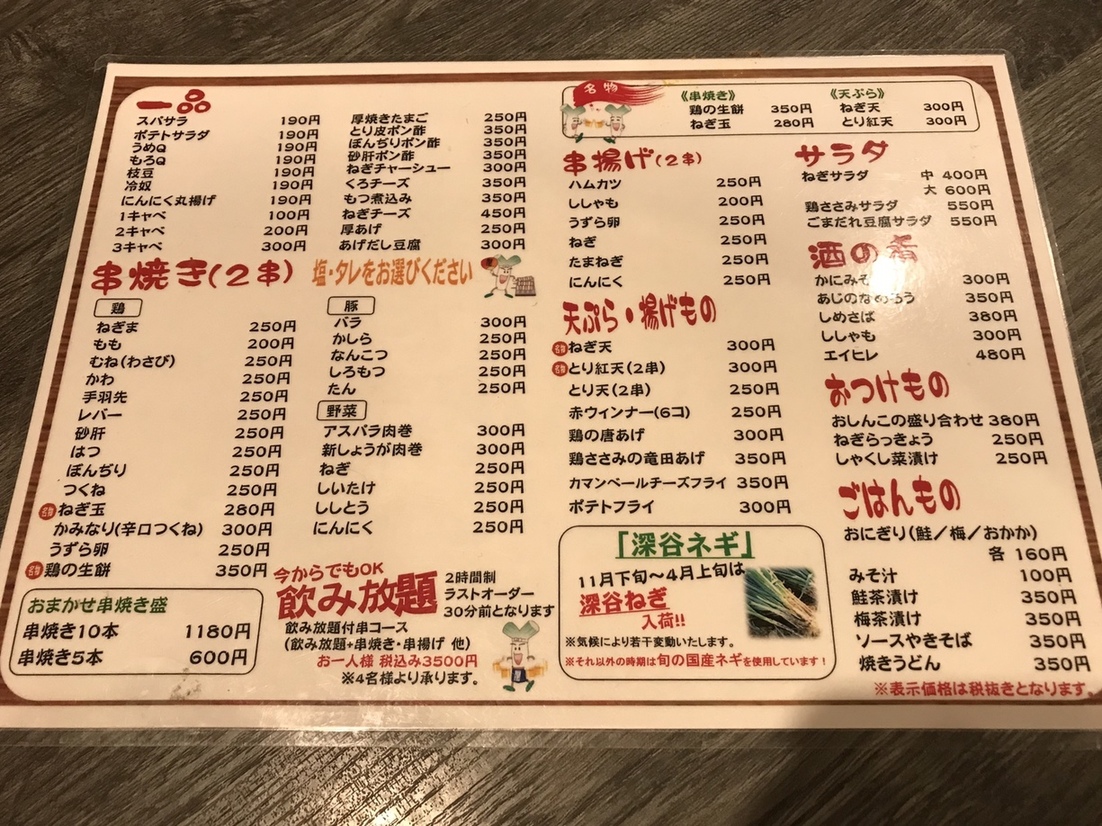 一品
スパサラ 190円
ポテトサラダ 190円
うめQ 190円
もろQ 190円
枝豆 190円
冷奴 190円
にんにく丸揚げ 190円
1キャベ 100円
2キャベ 200円
3キャベ 300円
厚焼きたまご 250円
とり皮ポン酢 350円
ぼんぢりポン酢 350円
砂肝ポン酢 350円
ねぎチャーシュー 300円
くろチーズ 350円
もつ煮込み 350円
ねぎチーズ 450円
厚あげ 250円
あげだし豆腐 300円
串焼き(2串) 塩・タレをお選びください
鶏
ねぎま 250円
もも 200円
むね(わさび) 250円
かわ 250円
手羽先 250円
レバー 250円
砂肝 250円
はつ 250円
ぼんぢり 250円
つくね 250円
名物 ねぎ玉 280円
かみなり(辛口つくね) 300円
うずら卵 250円
名物 鶏の生餅 350円
豚
バラ 300円
かしら 250円
なんこつ 250円
しろもつ 250円
たん 250円
野菜
アスパラ肉巻 300円
新しょうが肉巻 300円
ねぎ 250円
しいたけ 250円
ししとう 250円
にんにく 250円
おまかせ串焼き盛
串焼き10本 1180円
串焼き5本 600円
今からでもOK
飲み放題
2時間制
ラストオーダー
30分前となります
飲み放題付串コース
(飲み放題+串焼き・串揚げ 他)
お一人様 税込み3500円
※4名様より承ります。
名物
《串焼き》
鶏の生餅 350円
ねぎ玉 280円
《天ぷら》
ねぎ天 300円
とり紅天 300円
串揚げ(2串)
ハムカツ 250円
ししゃも 200円
うずら卵 250円
ねぎ 250円
たまねぎ 250円
にんにく 250円
天ぷら・揚げもの
名物 ねぎ天 300円
名物 とり紅天(2串) 300円
とり天(2串) 250円
赤ウィンナー(6コ) 250円
鶏の唐あげ 300円
鶏ささみの竜田あげ 350円
カマンベールチーズフライ 350円
ポテトフライ 300円
「深谷ネギ」
11月下旬〜4月上旬は
深谷ねぎ
入荷!!
※気候により若干変動いたします。
※それ以外の時期は旬の国産ネギを使用しています!
サラダ
ねぎサラダ 中 400円
大 600円
鶏ささみサラダ 550円
ごまだれ豆腐サラダ 550円
酒の肴
かにみそ 300円
あじのなめろう 350円
しめさば 380円
ししゃも 300円
エイヒレ 480円
おつけもの
おしんこの盛り合わせ 380円
ねぎらっきょう 250円
しゃくし菜漬け 250円
ごはんもの
おにぎり(鮭/梅/おかか)
各 160円
みそ汁 100円
鮭茶漬け 350円
梅茶漬け 350円
ソースやきそば 350円
焼きうどん 350円
※表示価格は税抜きとなります。